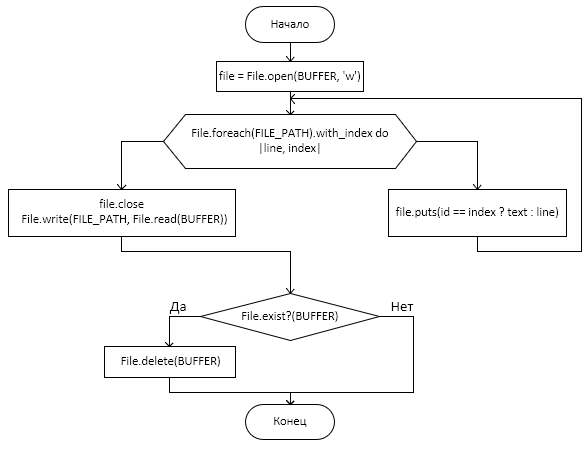 Начало
file = File.open(BUFFER, 'w')
File.foreach(FILE_PATH).with_index do
|line, index|
file.close
File.write(FILE_PATH, File.read(BUFFER))
file.puts(id == index ? text : line)
Да
Нет
File.exist?(BUFFER)
File.delete(BUFFER)
Конец